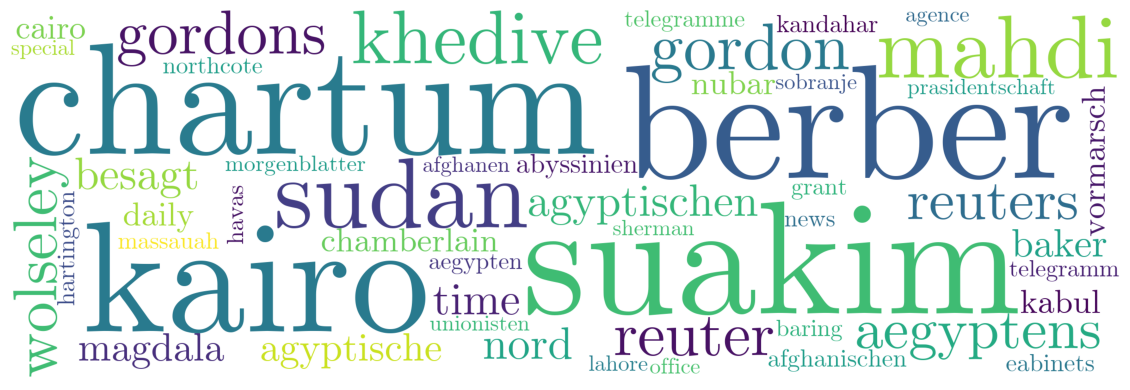 cairo
special
gordons
northcote
khedive
telegramme
kandahar
agence
gordon
mahdi
nubar
sobranje
prasidentschaft
chartum
berber
vormarsch
morgenblatter
afghanen
abyssinien
besagt
wolseley
hartington
havas
sudan
agyptischen
grant
reuters
daily
massauah
chamberlain
sherman
news
baker
aegypten
telegramm
kairo
suakim
time
kabul
unionisten
magdala
agyptische
nord
reuter
baring
aegyptens
lahore
office
afghanischen
eabinets